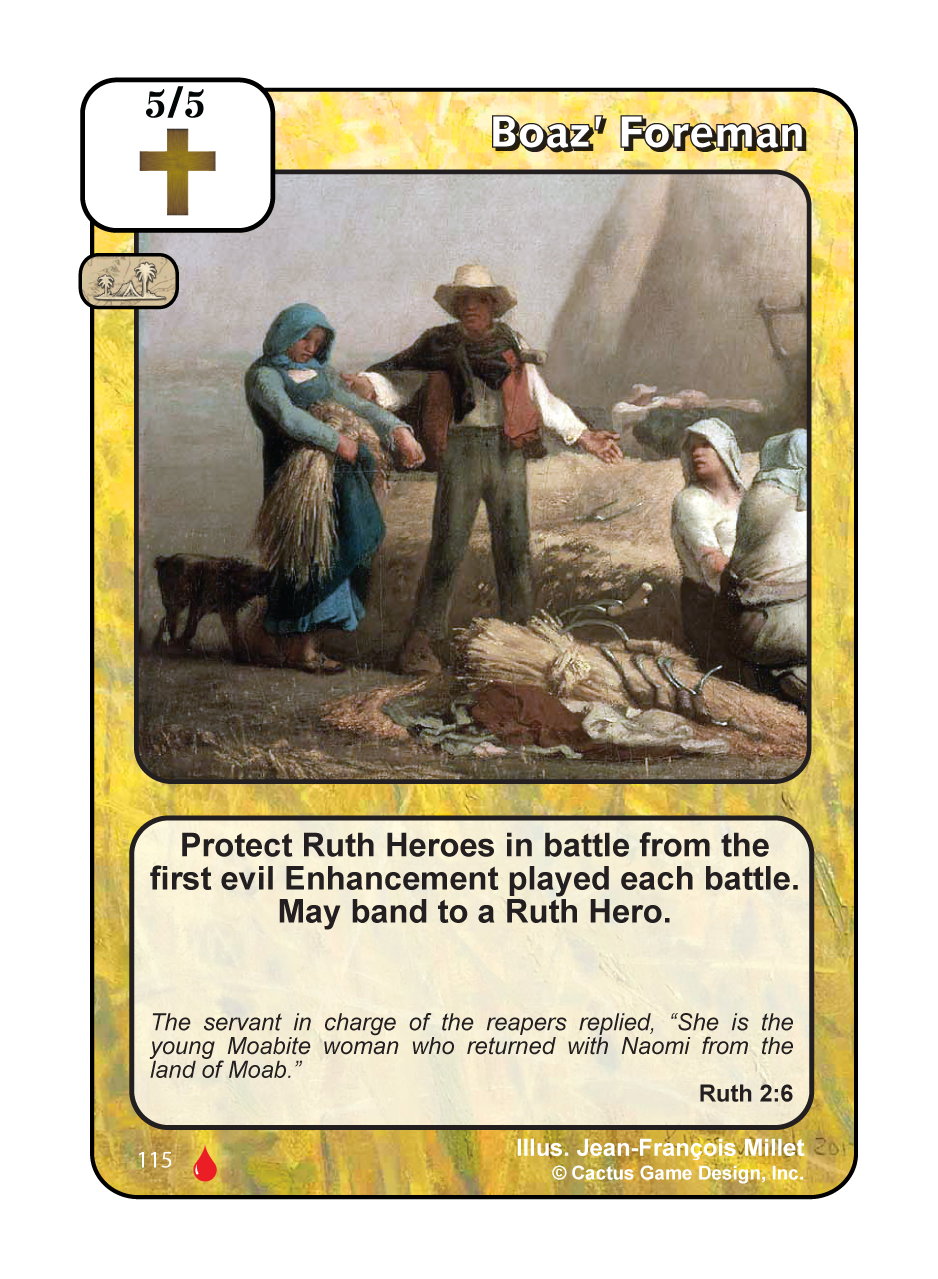 5/5
Boaz' Foreman
Protect Ruth Heroes in battle from the
first evil Enhancement played each battle.
May band to a Ruth Hero.
The servant in charge of the reapers replied, “She is the
young Moabite woman who returned with Naomi from the
land of Moab.”
Ruth 2:6
115
Illus. Jean-François Millet
© Cactus Game Design, Inc.